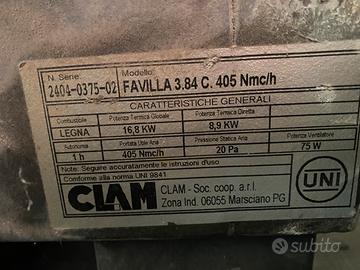 N. Serie: Modello:
2404-0375-02 FAVILLA 3.84 C. 405 Nmc/h
CARATTERISTICHE GENERALI
Combustibile Potenza Termica Globale Potenza Termica Diretta
LEGNA 16,8 KW 8,9 KW
Autonomia Portata Utile Aria Pressione Statica Aria Potenza Ventilatore
1 h 405 Nmc/h 20 Pa 75 W
Note: Seguire accuratamente le istruzioni d'uso
Conforme alla norma UNI 9841
CLAM CLAM - Soc. coop. a r.l. UNI
Zona Ind. 06055 Marsciano PG
subito